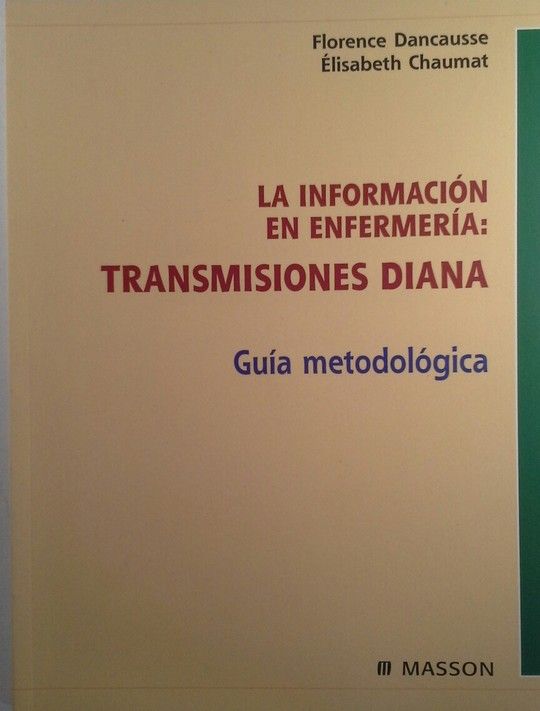 Florence Dancausse
Élisabeth Chaumat
LA INFORMACIÓN
EN ENFERMERÍA:
TRANSMISIONES DIANA
Guía metodológica
m MASSON